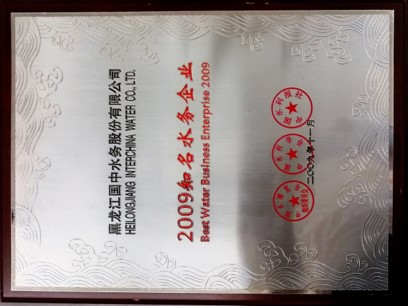 黑龙江国中水务股份有限公司
HEILONGJIANG INTERCHINA WATER CO., LTD.
2009知名水务企业
Best Water Business Enterprise 2009
二〇〇九年十一月